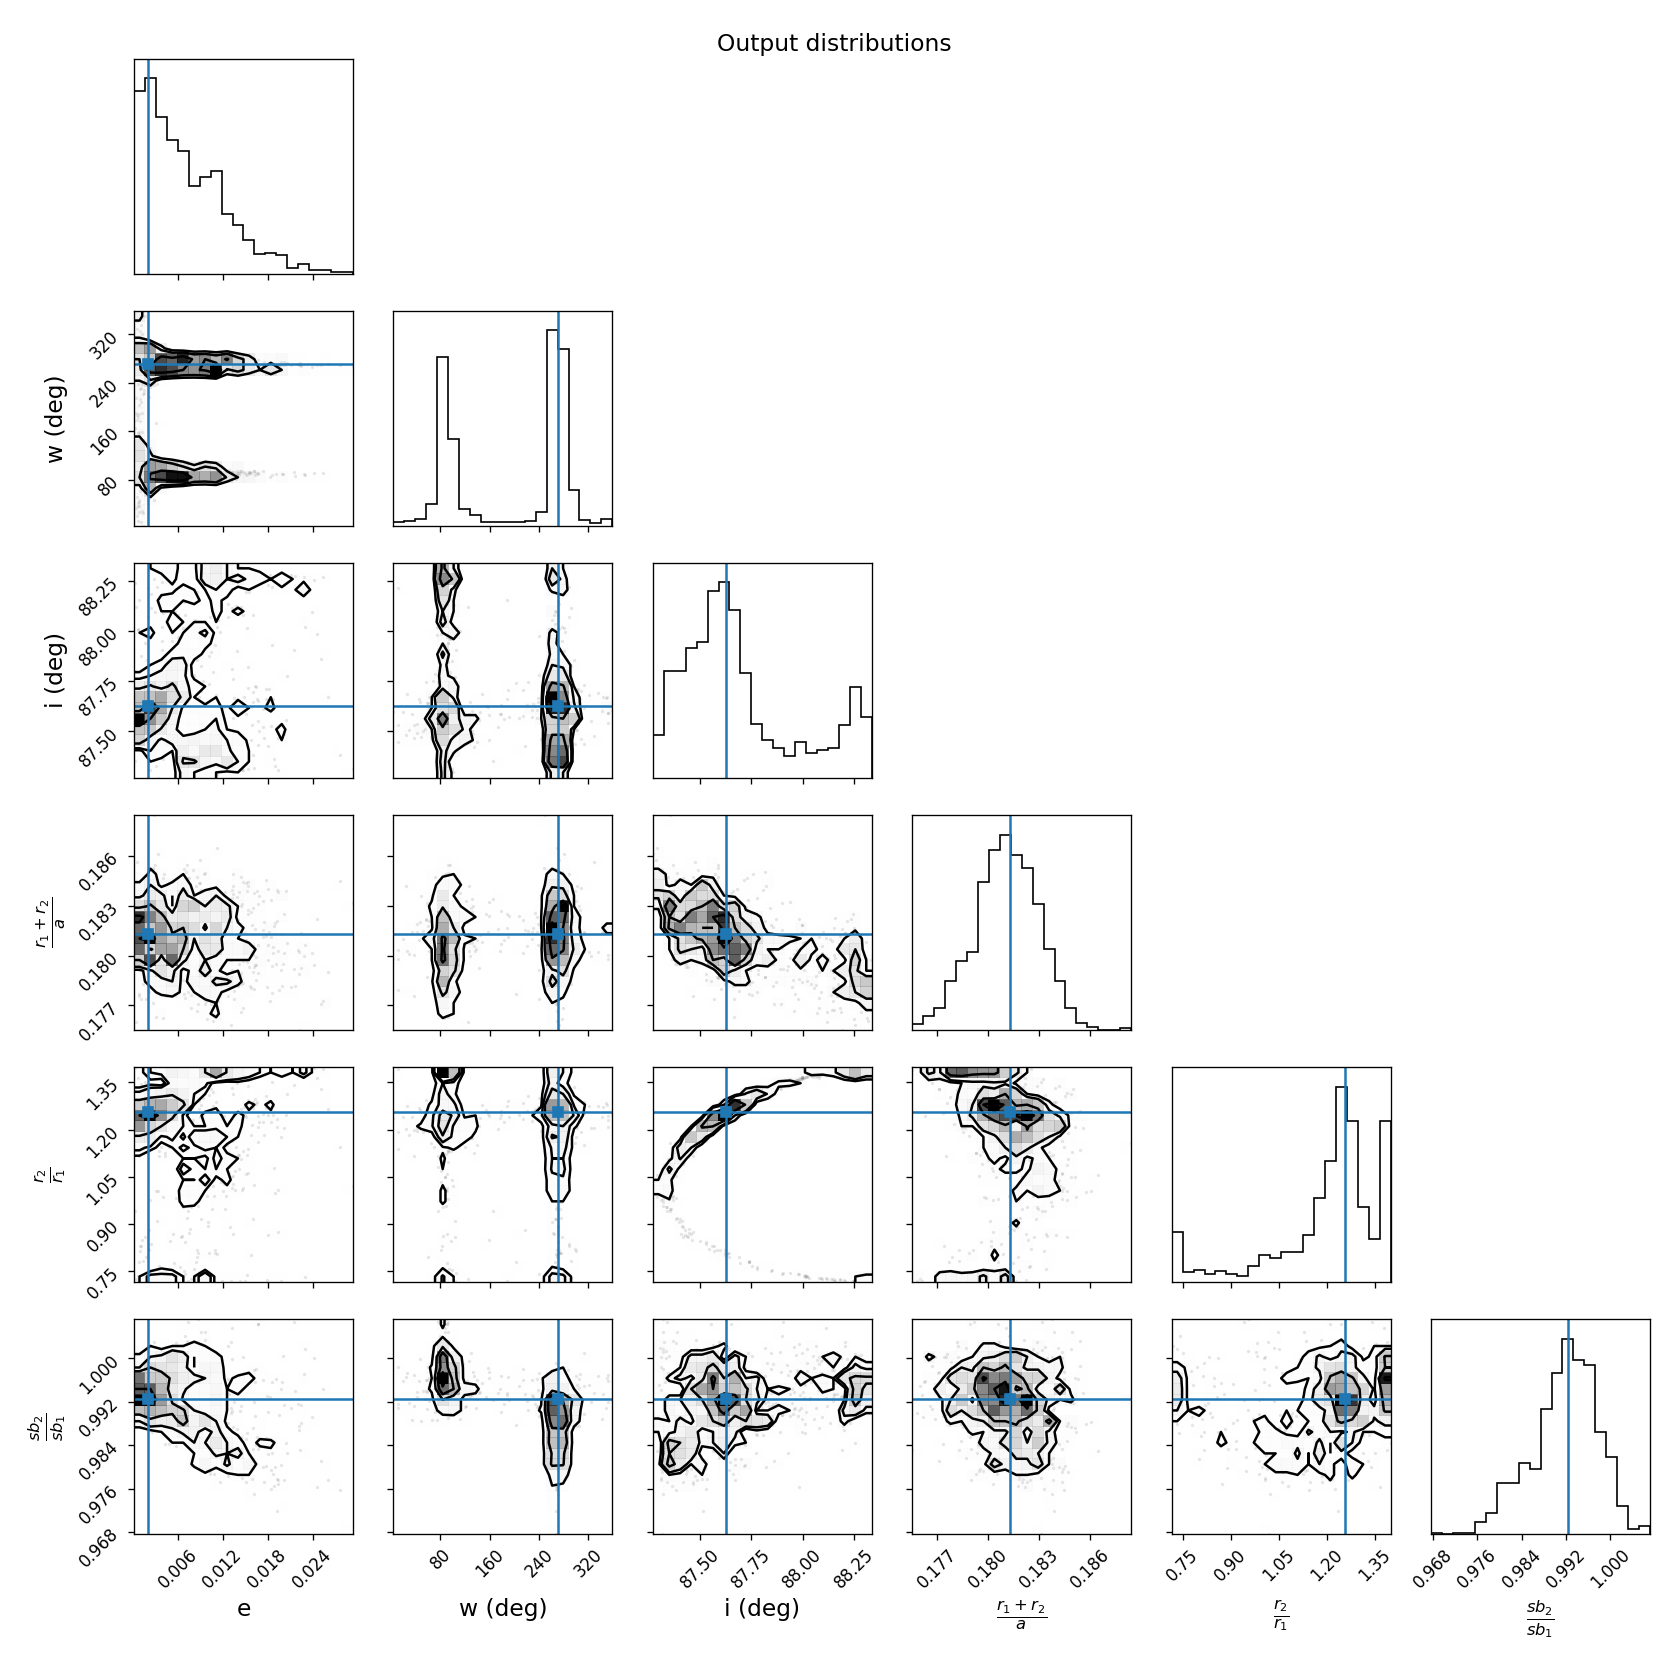 Output distributions
w (deg)
320
240
160
80
i (deg)
88.25
88.00
87.75
87.50
r₁ + r₂
a
0.186
0.183
0.180
0.177
r₂
r₁
1.35
1.20
1.05
0.90
0.75
sb₂
sb₁
1.000
0.992
0.984
0.976
0.968
0.006 0.012 0.018 0.024 80 160 240 320 87.50 87.75 88.00 88.25 0.177 0.180 0.183 0.186 0.75 0.90 1.05 1.20 1.35 0.968 0.976 0.984 0.992 1.000
e w (deg) i (deg) r₁ + r₂ r₂ sb₂
a r₁ sb₁